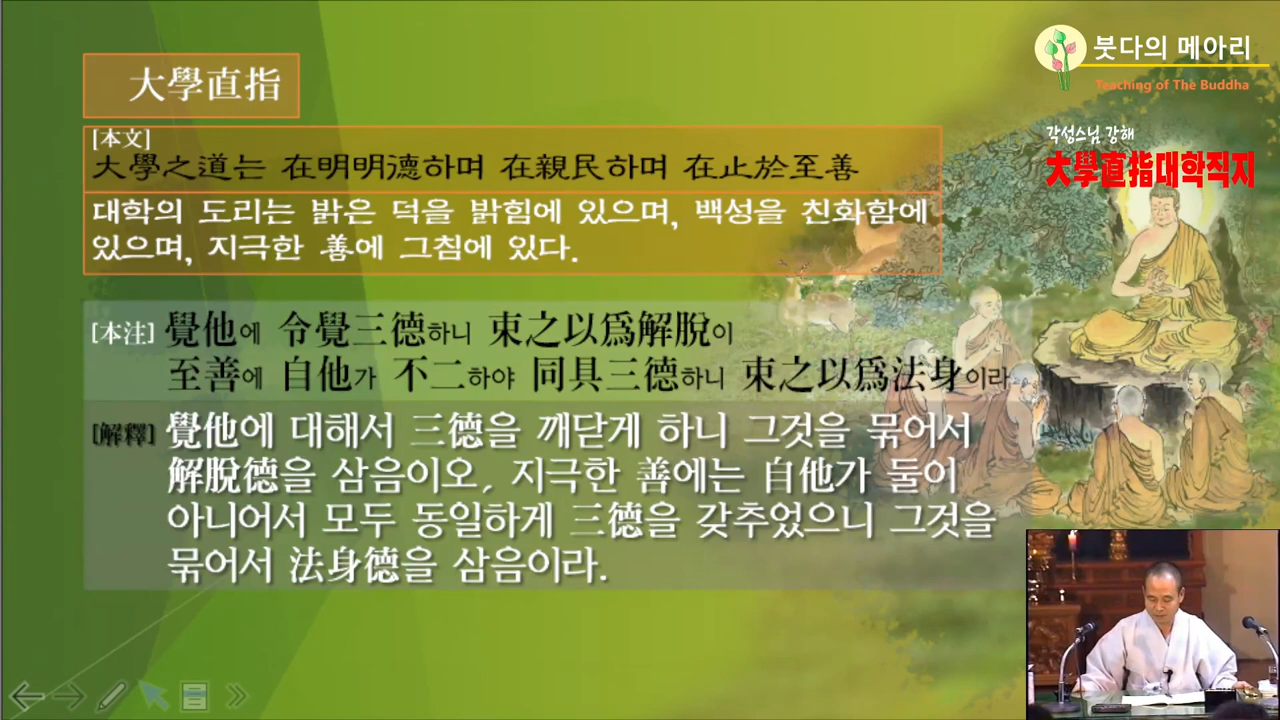 大學直指
[本文]
大學之道는 在明明德하며 在親民하며 在止於至善
대학의 도리는 밝은 덕을 밝힘에 있으며, 백성을 친화함에
있으며, 지극한 善에 그침에 있다.
[本注] 覺他에 令覺三德하니 束之以爲解脫이
至善에 自他가 不二하야 同具三德하니 束之以爲法身이라
[解釋] 覺他에 대해서 三德을 깨닫게 하니 그것을 묶어서
解脫德을 삼음이오, 지극한 善에는 自他가 둘이
아니어서 모두 동일하게 三德을 갖추었으니 그것을
묶어서 法身德을 삼음이라.
붓다의 메아리
Teaching of The Buddha
각성스님 강해
大學直指대학직지